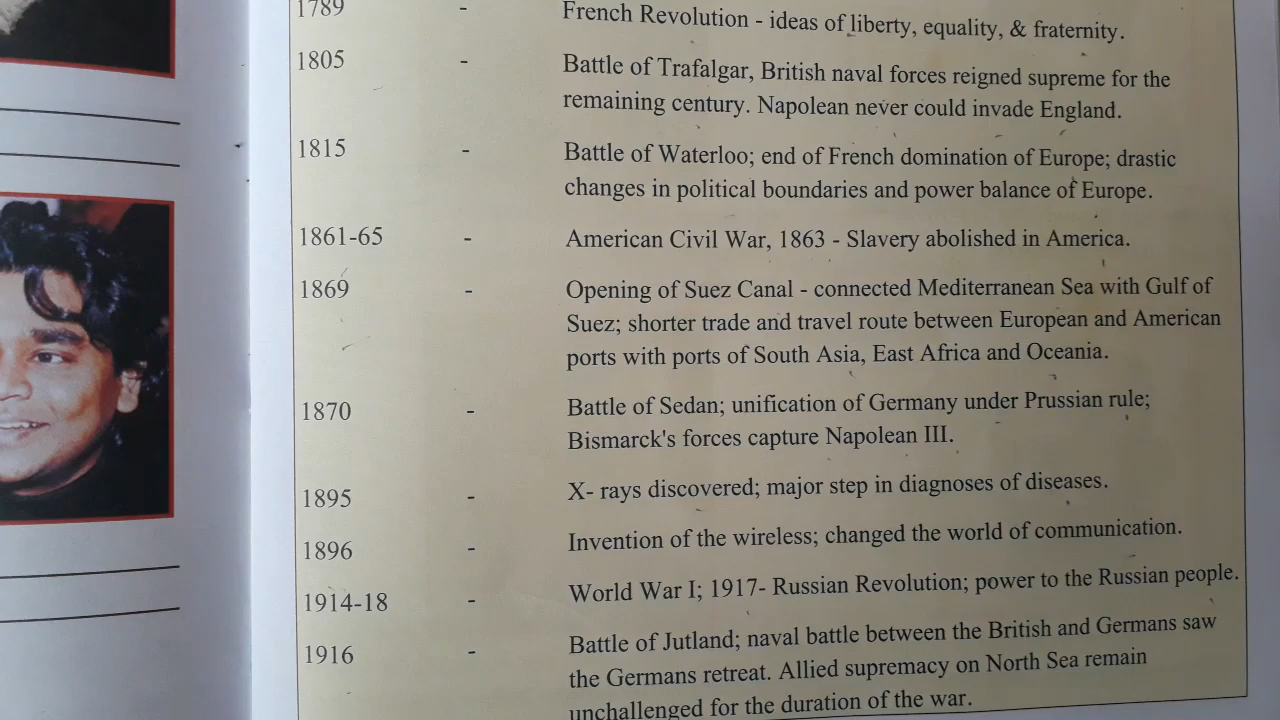 1789 - French Revolution - ideas of liberty, equality, & fraternity.
1805 - Battle of Trafalgar, British naval forces reigned supreme for the
remaining century. Napolean never could invade England.
1815 - Battle of Waterloo; end of French domination of Europe; drastic
changes in political boundaries and power balance of Europe.
1861-65 - American Civil War, 1863 - Slavery abolished in America.
1869 - Opening of Suez Canal - connected Mediterranean Sea with Gulf of
Suez; shorter trade and travel route between European and American
ports with ports of South Asia, East Africa and Oceania.
1870 - Battle of Sedan; unification of Germany under Prussian rule;
Bismarck's forces capture Napolean III.
1895 - X- rays discovered; major step in diagnoses of diseases.
1896 - Invention of the wireless; changed the world of communication.
1914-18 - World War I; 1917- Russian Revolution; power to the Russian people.
1916 - Battle of Jutland; naval battle between the British and Germans saw
the Germans retreat. Allied supremacy on North Sea remain
unchallenged for the duration of the war.